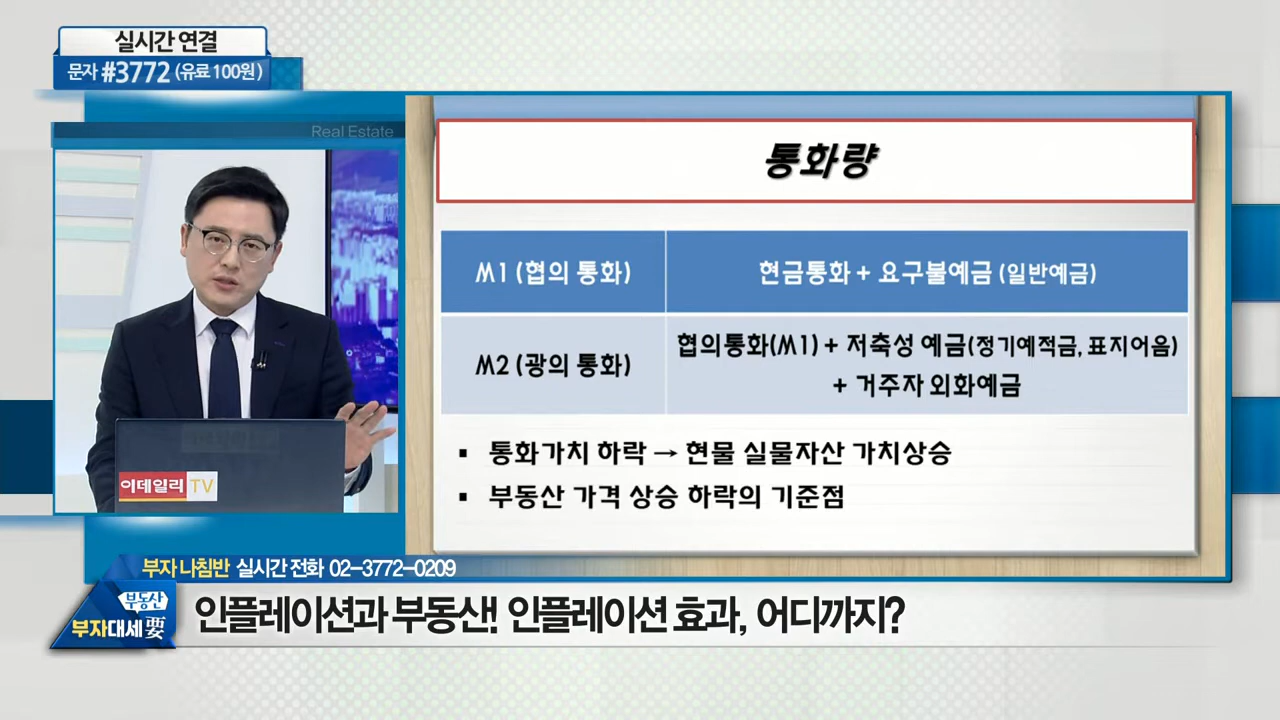 실시간 연결
문자 #3772 (유료 100원)
Real Estate
통화량
M1 (협의 통화)
현금통화 + 요구불예금 (일반예금)
M2 (광의 통화)
협의통화(M1) + 저축성 예금(정기예적금, 표지어음)
+ 거주자 외화예금
▪ 통화가치 하락 → 현물 실물자산 가치상승
▪ 부동산 가격 상승 하락의 기준점
이데일리 TV
부자 나침반 실시간 전화 02-3772-0209
부동산
부자대세 要
인플레이션과 부동산! 인플레이션 효과, 어디까지?